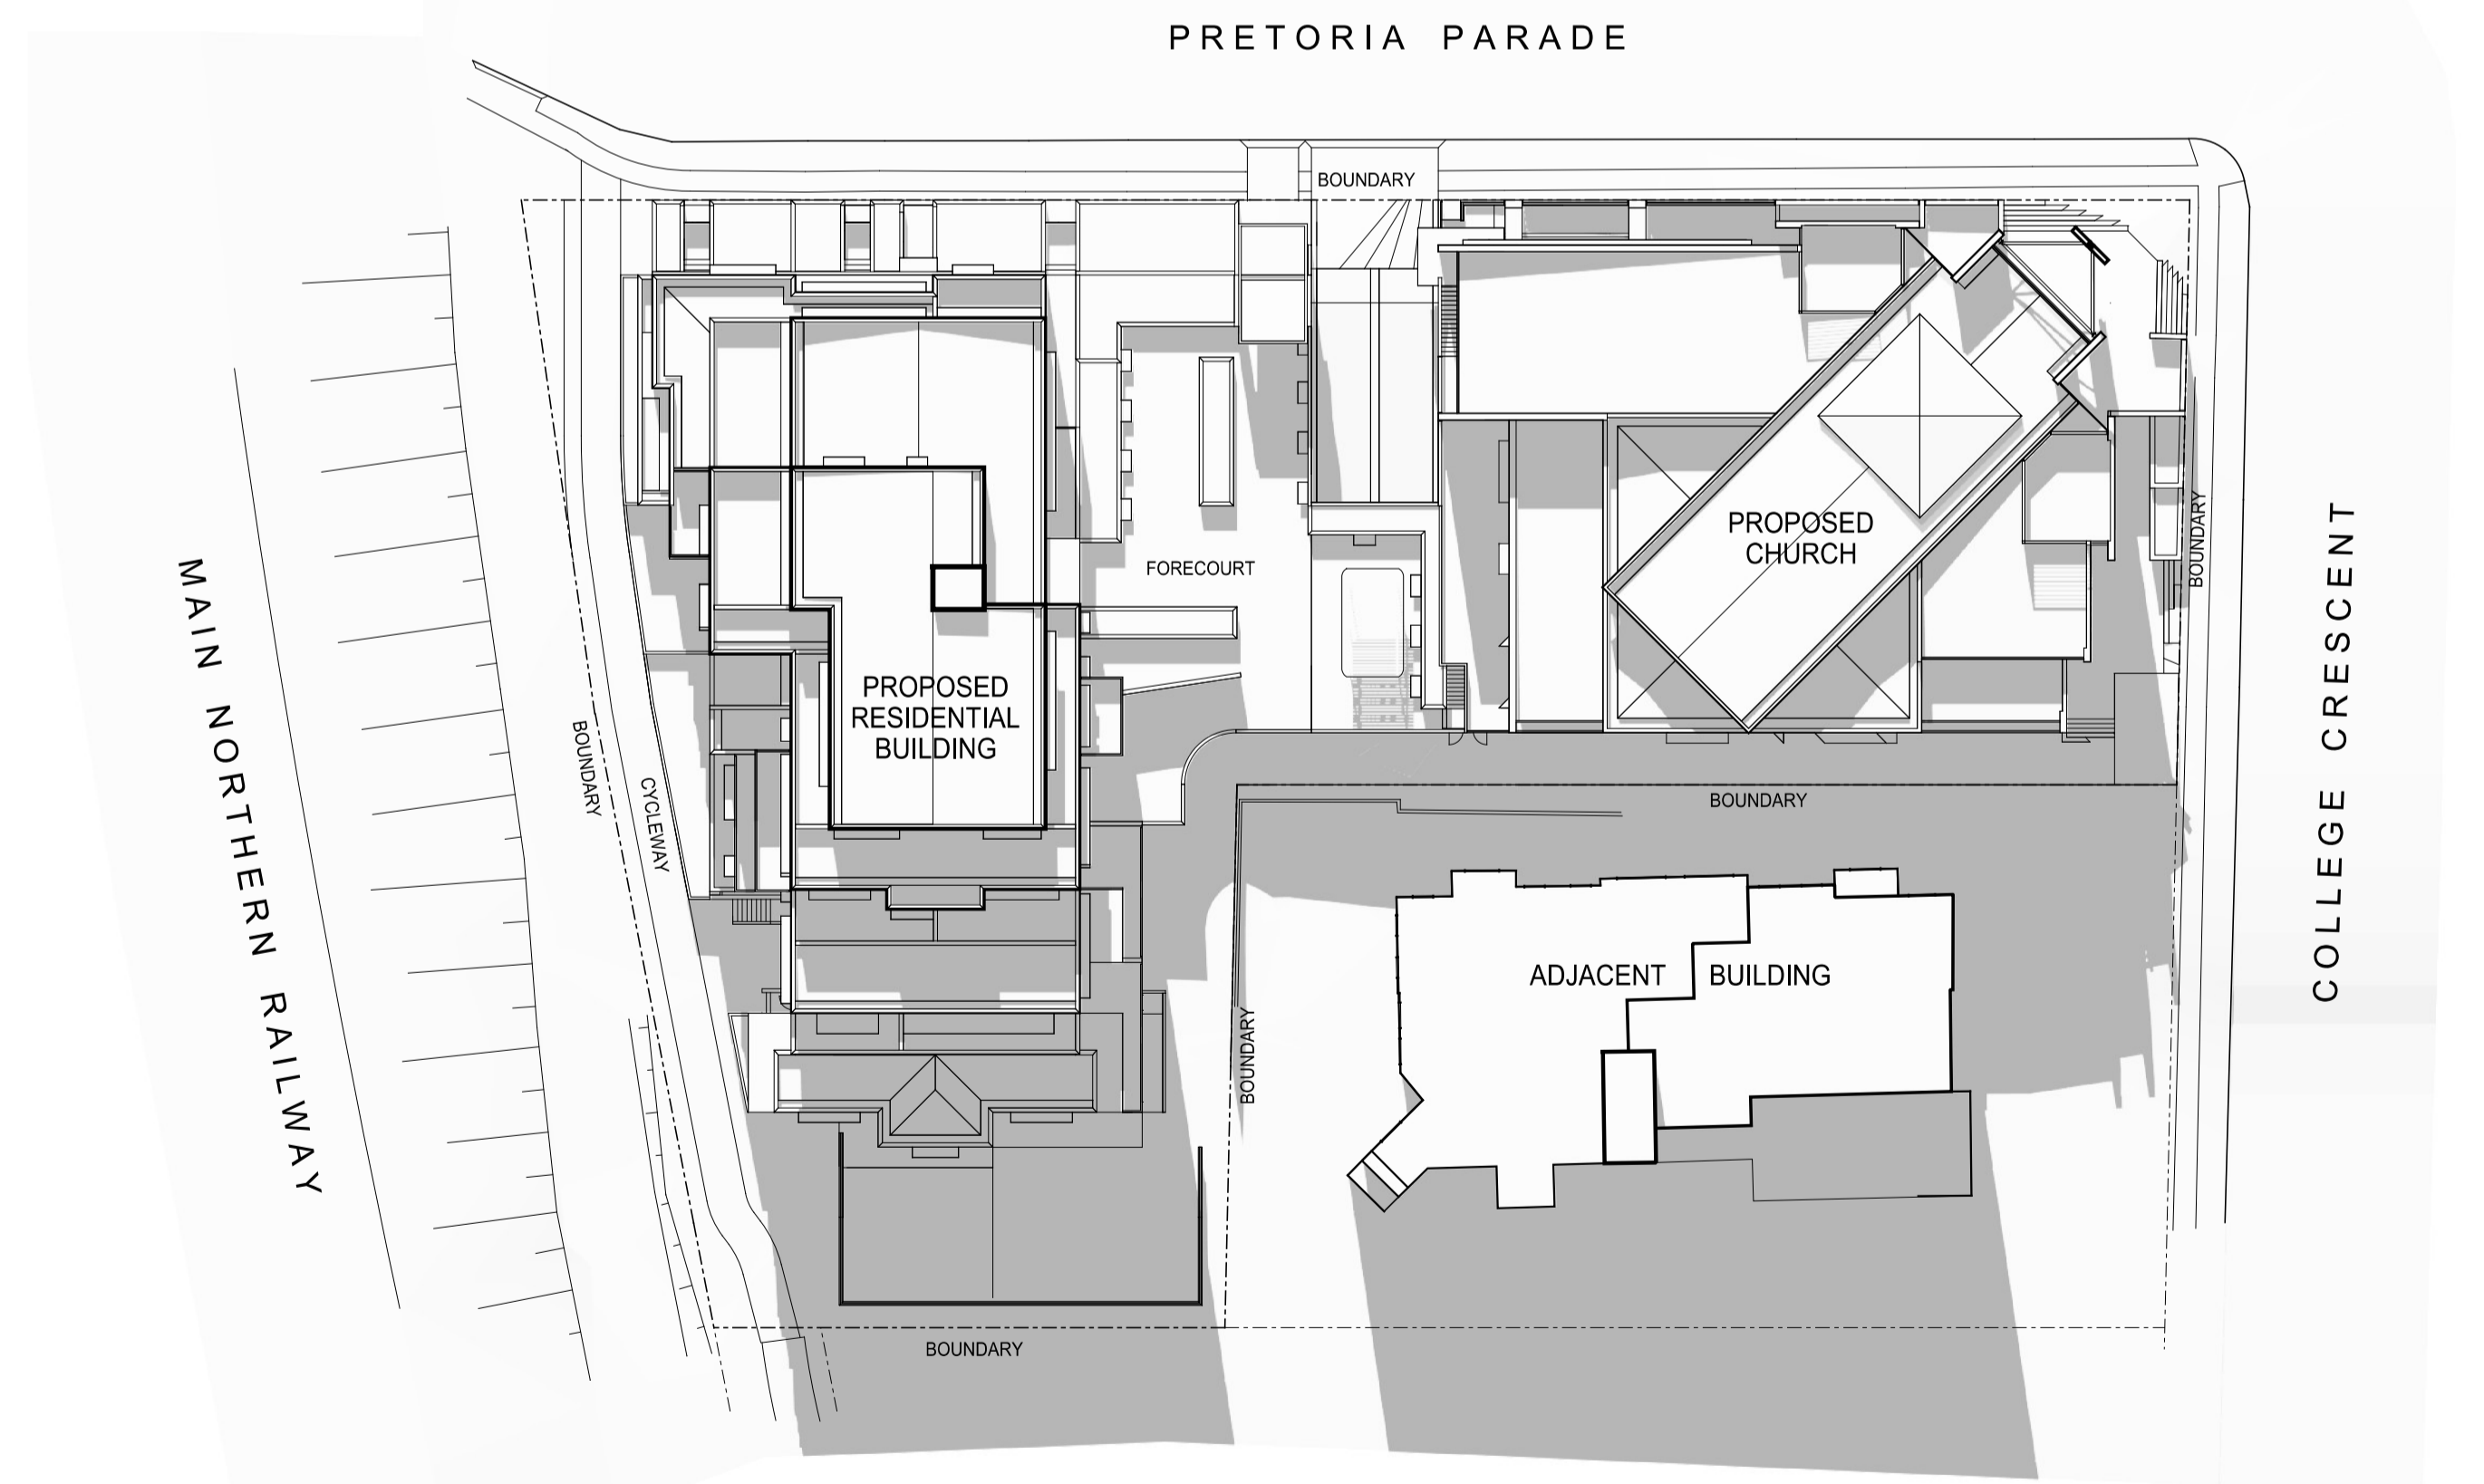 PRETORIA PARADE
BOUNDARY
PROPOSED
CHURCH
BOUNDARY
COLLEGE CRESCENT
FORECOURT
MAIN NORTHERN RAILWAY
PROPOSED
RESIDENTIAL
BUILDING
BOUNDARY
CYCLEWAY
BOUNDARY
ADJACENT BUILDING
BOUNDARY
BOUNDARY